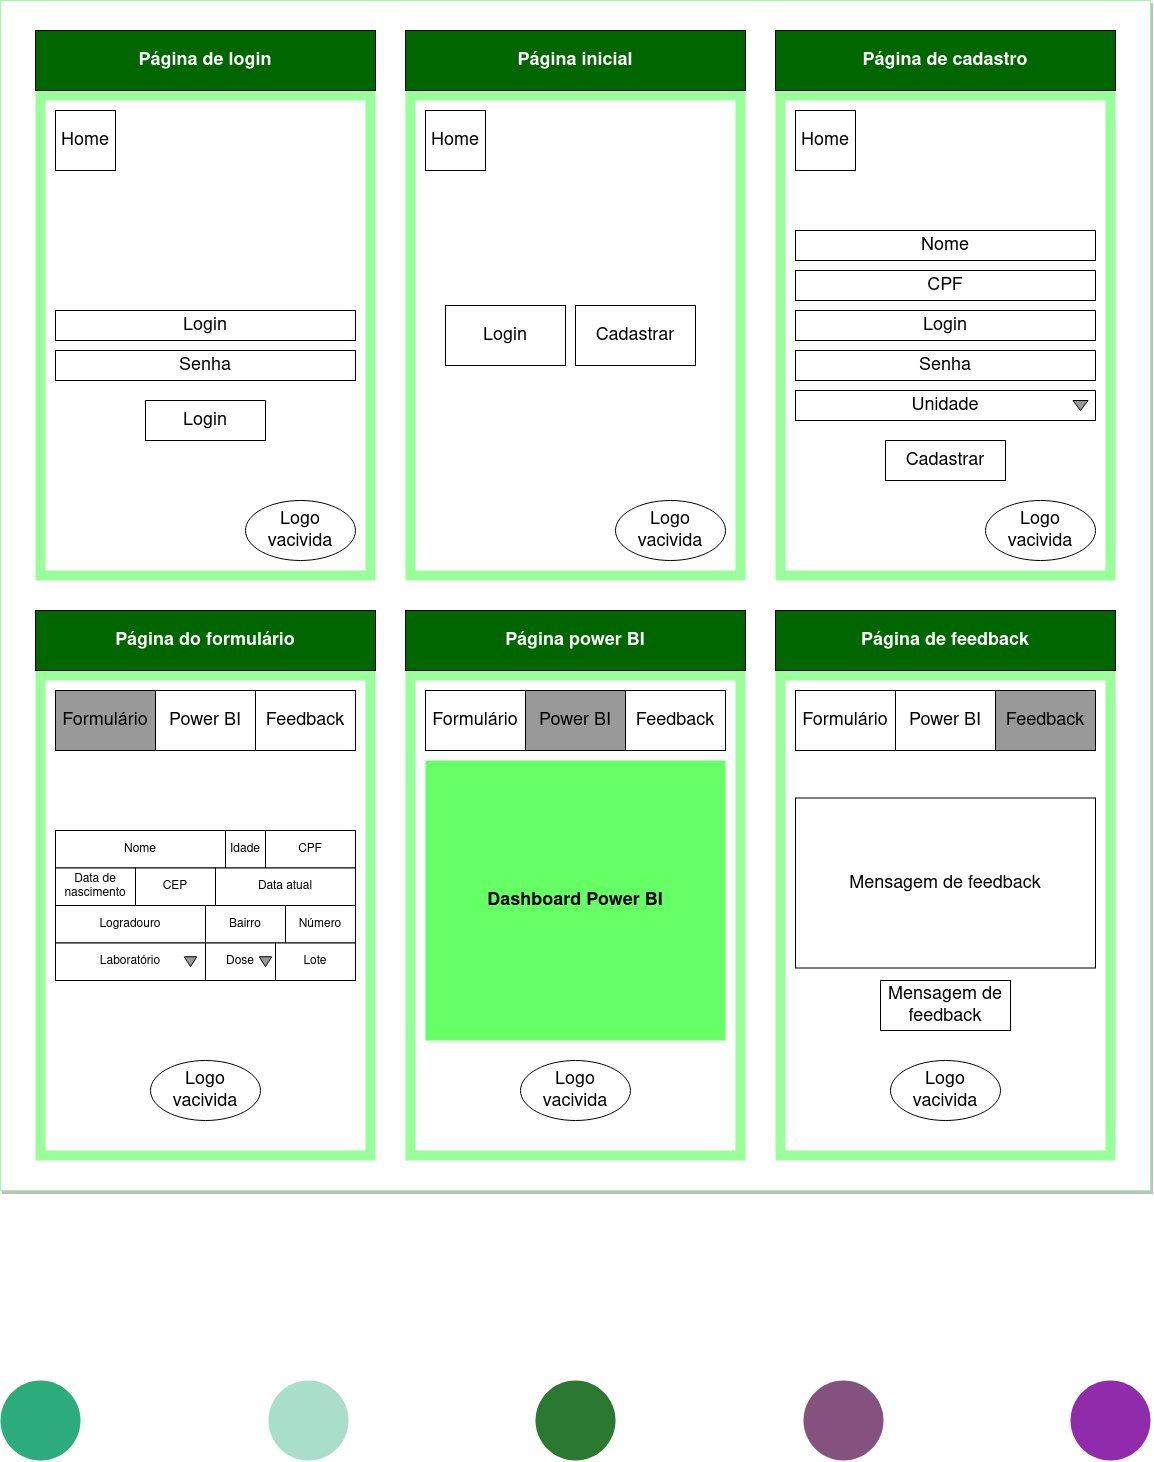 Página de login
Home
Login
Senha
Login
Logo
vacivida
Página inicial
Home
Login
Cadastrar
Logo
vacivida
Página de cadastro
Home
Nome
CPF
Login
Senha
Unidade
Cadastrar
Logo
vacivida
Página do formulário
Formulário
Power BI
Feedback
Nome
Idade
CPF
Data de
nascimento
CEP
Data atual
Logradouro
Bairro
Número
Laboratório
Dose
Lote
Logo
vacivida
Página power BI
Formulário
Power BI
Feedback
Dashboard Power BI
Logo
vacivida
Página de feedback
Formulário
Power BI
Feedback
Mensagem de feedback
Mensagem de
feedback
Logo
vacivida